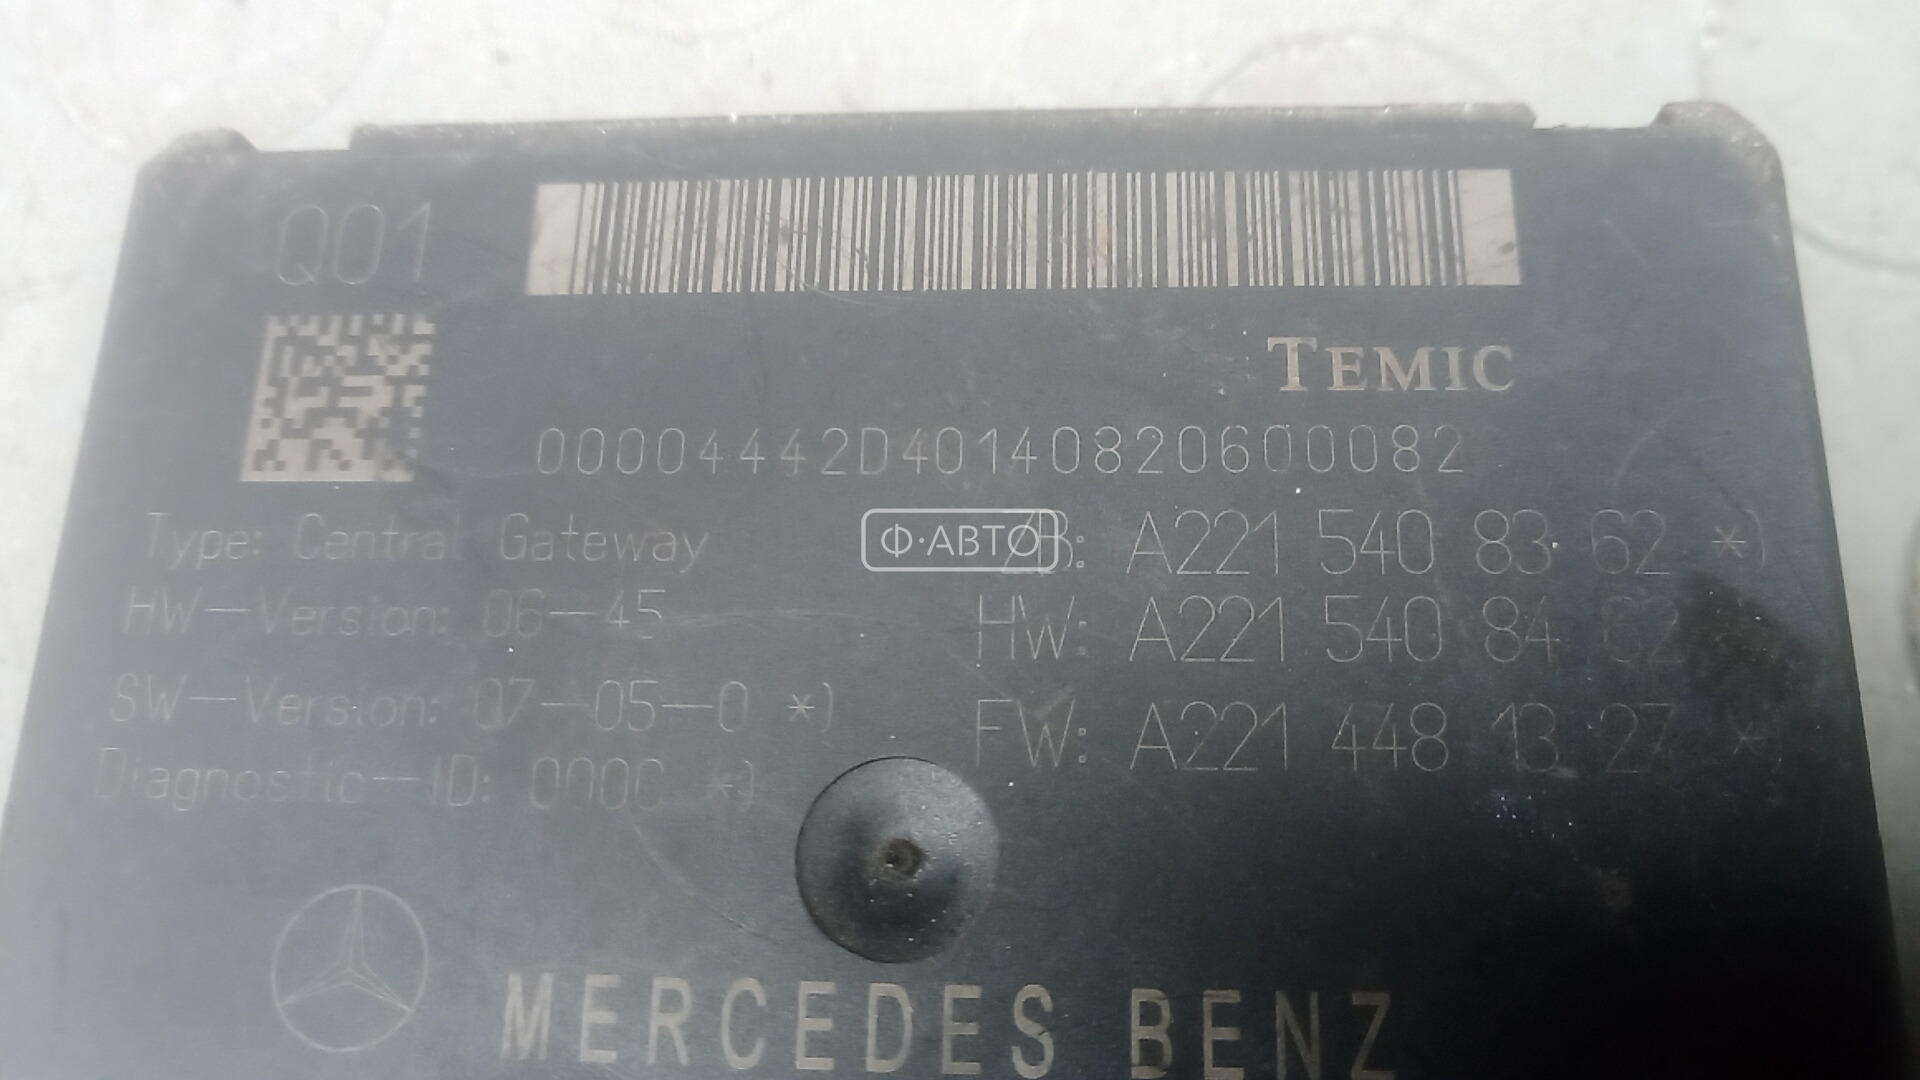 Q01
TEMIC
00004442D40140820600082
Type: Central Gateway
ZB: A221 540 83 62 *)
Ф·АВТО
HW-Version: 06-45
HW: A221 540 84 62
SW-Version: 07-05-0 *)
FW: A221 448 13 27 *)
Diagnostic-ID: 0000 *)
MERCEDES BENZ